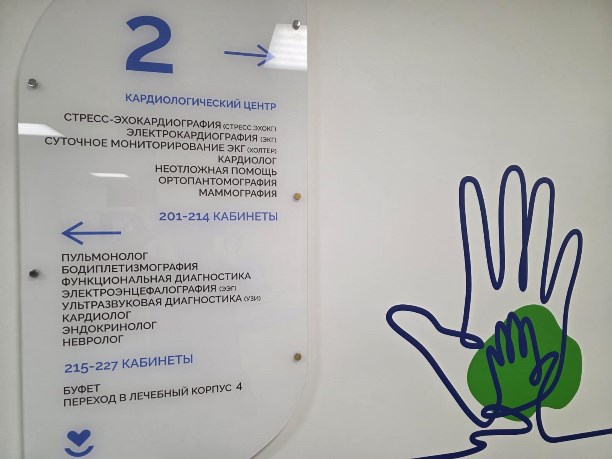 2
КАРДИОЛОГИЧЕСКИЙ ЦЕНТР
СТРЕСС-ЭХОКАРДИОГРАФИЯ (СТРЕСС ЭХОКГ)
ЭЛЕКТРОКАРДИОГРАФИЯ (ЭКГ)
СУТОЧНОЕ МОНИТОРИРОВАНИЕ ЭКГ (ХОЛТЕР)
КАРДИОЛОГ
НЕОТЛОЖНАЯ ПОМОЩЬ
ОРТОПАНТОМОГРАФИЯ
МАММОГРАФИЯ
201-214 КАБИНЕТЫ
ПУЛЬМОНОЛОГ
БОДИПЛЕТИЗМОГРАФИЯ
ФУНКЦИОНАЛЬНАЯ ДИАГНОСТИКА
ЭЛЕКТРОЭНЦЕФАЛОГРАФИЯ (ЭЭГ)
УЛЬТРАЗВУКОВАЯ ДИАГНОСТИКА (УЗИ)
КАРДИОЛОГ
ЭНДОКРИНОЛОГ
НЕВРОЛОГ
215-227 КАБИНЕТЫ
БУФЕТ
ПЕРЕХОД В ЛЕЧЕБНЫЙ КОРПУС 4